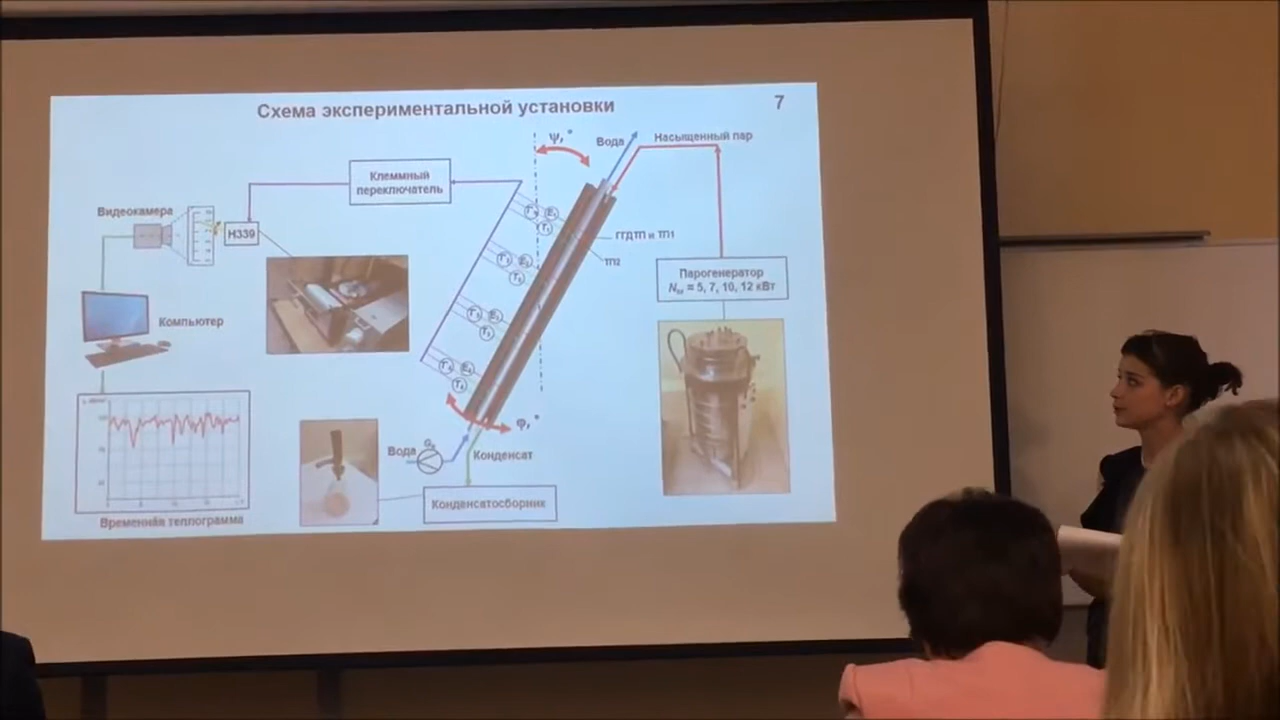 Схема экспериментальной установки
7
ψ, °
Вода
Насыщенный пар
Клеммный
переключатель
Видеокамера
Н339
ГГДТП и ТП1
ТП2
Парогенератор
= 5, 7, 10, 12 кВт
Компьютер
φ, °
Вода
Конденсат
Конденсатосборник
Временная теплограмма